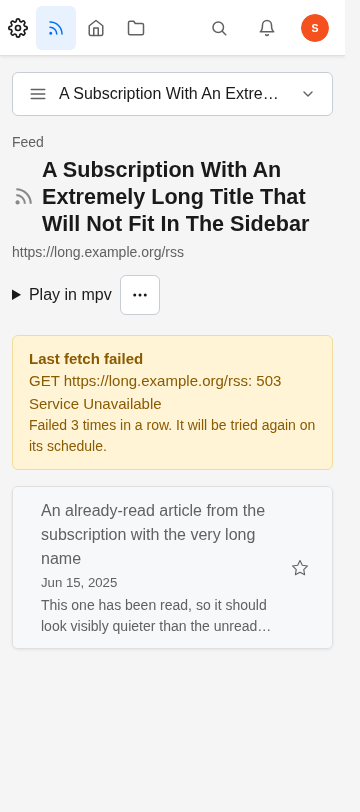 S
A Subscription With An Extre…
Feed
A Subscription With An
Extremely Long Title That
Will Not Fit In The Sidebar
https://long.example.org/rss
Play in mpv
Last fetch failed
GET https://long.example.org/rss: 503
Service Unavailable
Failed 3 times in a row. It will be tried again on
its schedule.
An already-read article from the
subscription with the very long
name
Jun 15, 2025
This one has been read, so it should
look visibly quieter than the unread…